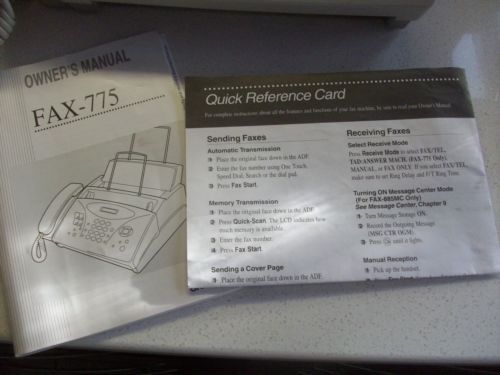 OWNER'S MANUAL
FAX-775
Quick Reference Card
For complete instructions about all the features and functions of your fax machine, be sure to read your Owner's Manual.
Sending Faxes
Automatic Transmission
Place the original face down in the ADF.
Enter the fax number using One Touch,
Speed Dial, Search or the dial pad.
Press Fax Start.
Memory Transmission
Place the original face down in the ADF.
Press Quick-Scan. The LCD indicates how
much memory is available.
Enter the fax number.
Press Fax Start.
Sending a Cover Page
Place the original face down in the ADF.
Receiving Faxes
Select Receive Mode
Press Receive Mode to select FAX/TEL,
TAD:ANSWER MACH. (FAX-775 Only),
MANUAL, or FAX ONLY. If you select FAX/TEL,
make sure to set Ring Delay and F/T Ring Time.
Turning ON Message Center Mode
(For FAX-885MC Only)
See Message Center, Chapter 9
Turn Message Storage ON.
Record the Outgoing Message
(MSG CTR OGM).
Press until it lights.
Manual Reception
Pick up the handset.